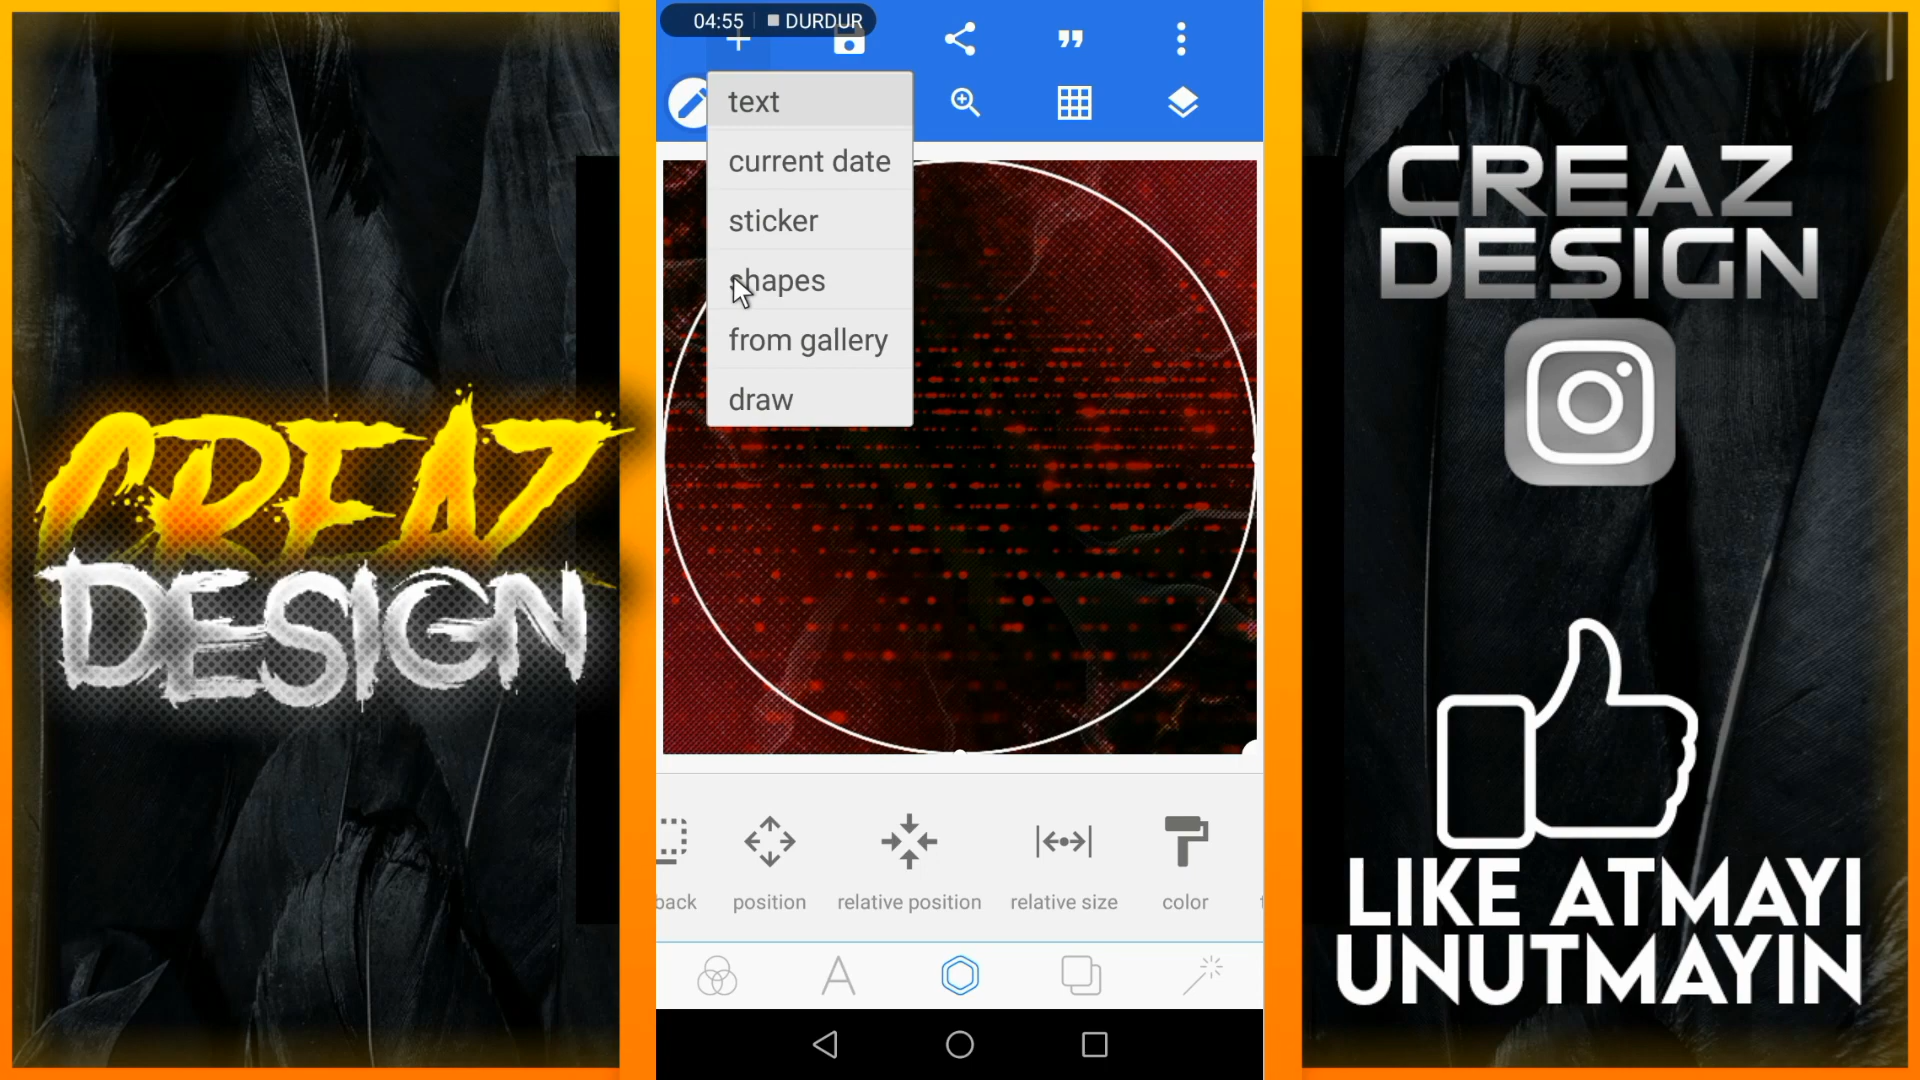 04:55 DURDUR
text
current date
sticker
shapes
from gallery
draw
back
position
relative position
relative size
color
CREAZ
DESIGN
CREAZ
DESIGN
LIKE ATMAYI
UNUTMAYIN